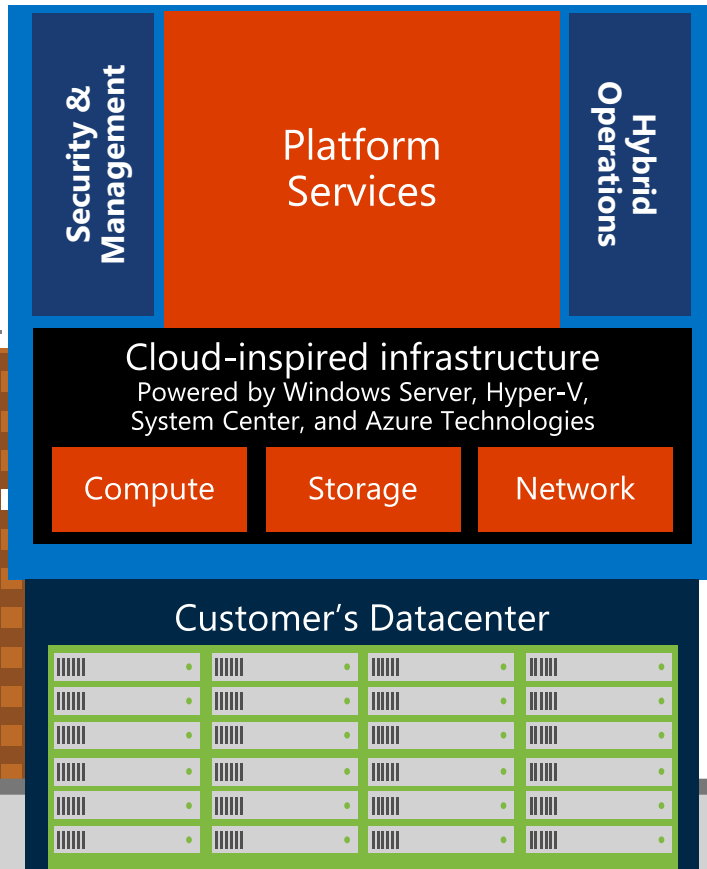 Security &
Management
Platform
Services
Hybrid
Operations
Cloud-inspired infrastructure
Powered by Windows Server, Hyper-V,
System Center, and Azure Technologies
Compute
Storage
Network
Customer’s Datacenter